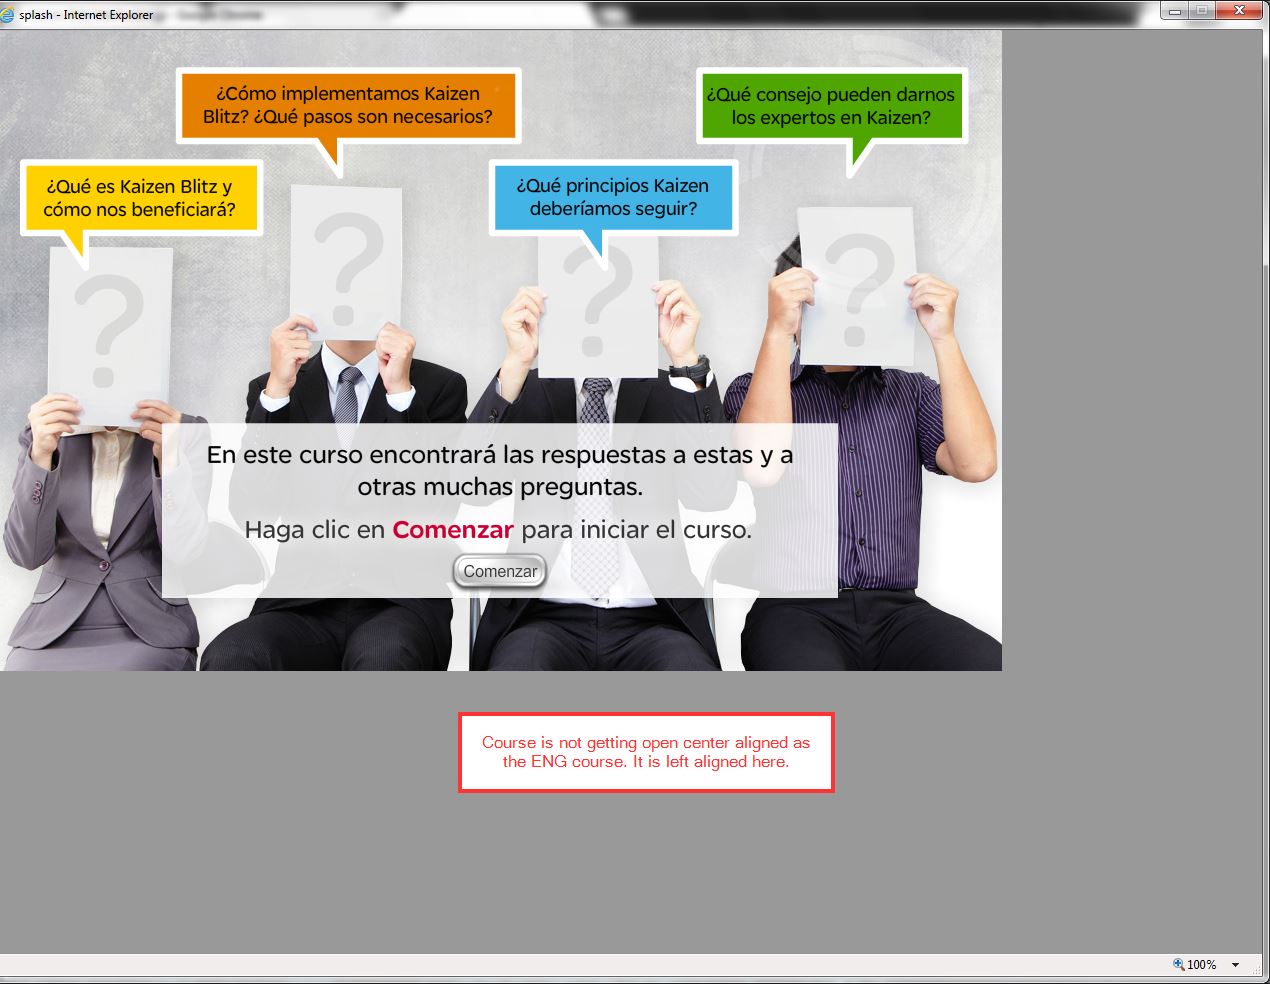 splash - Internet Explorer
¿Cómo implementamos Kaizen
Blitz? ¿Qué pasos son necesarios?
¿Qué consejo pueden darnos
los expertos en Kaizen?
¿Qué es Kaizen Blitz y
cómo nos beneficiará?
¿Qué principios Kaizen
deberíamos seguir?
?
?
?
?
En este curso encontrará las respuestas a estas y a
otras muchas preguntas.
Haga clic en Comenzar para iniciar el curso.
Comenzar
Course is not getting open center aligned as
the ENG course. It is left aligned here.
100%